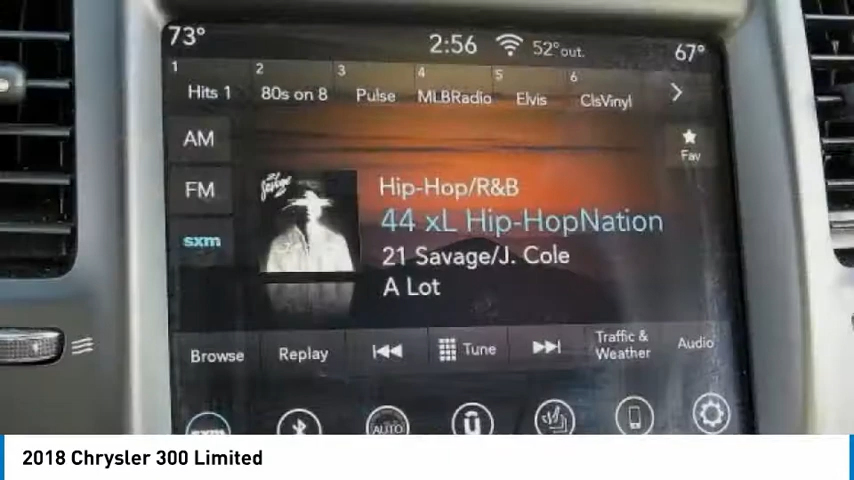 73° 2:56 52°out. 67°
1 2 3 4 5 6
Hits 1 80s on 8 Pulse MLBRadio Elvis ClsVinyl
AM
Fav
FM
Hip-Hop/R&B
44 xL Hip-HopNation
sxm
21 Savage/J. Cole
A Lot
Browse Replay Tune Traffic & Weather Audio
sxm AUTO
2018 Chrysler 300 Limited